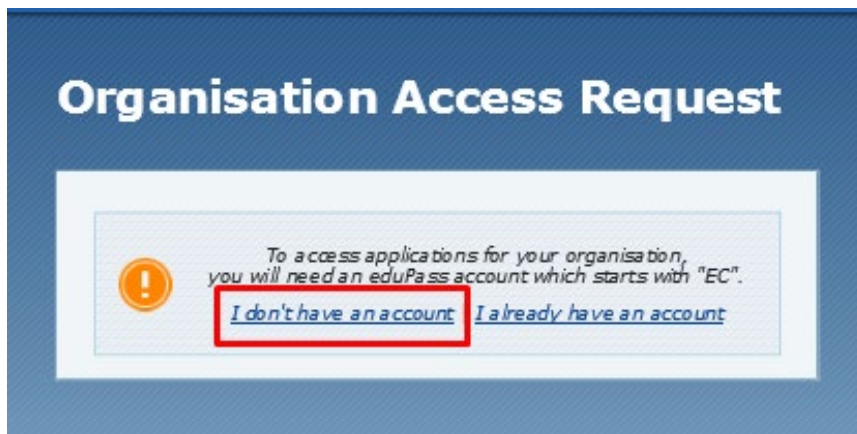 Organisation Access Request
To access applications for your organisation,
you will need an eduPass account which starts with "EC".
I don't have an account I already have an account